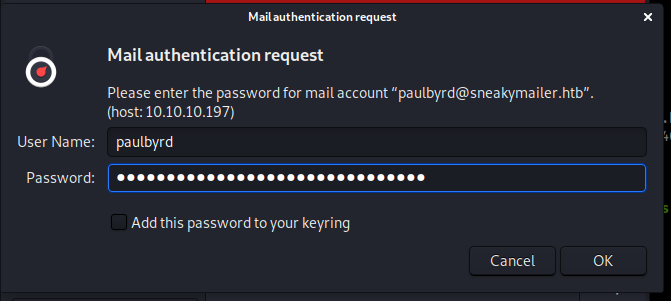 Mail authentication request
Mail authentication request
Please enter the password for mail account “paulbyrd@sneakymailer.htb”.
(host: 10.10.10.197)
User Name: paulbyrd
Password: ●●●●●●●●●●●●●●●●●●●●●●●●●●●●●●●
Add this password to your keyring
Cancel OK